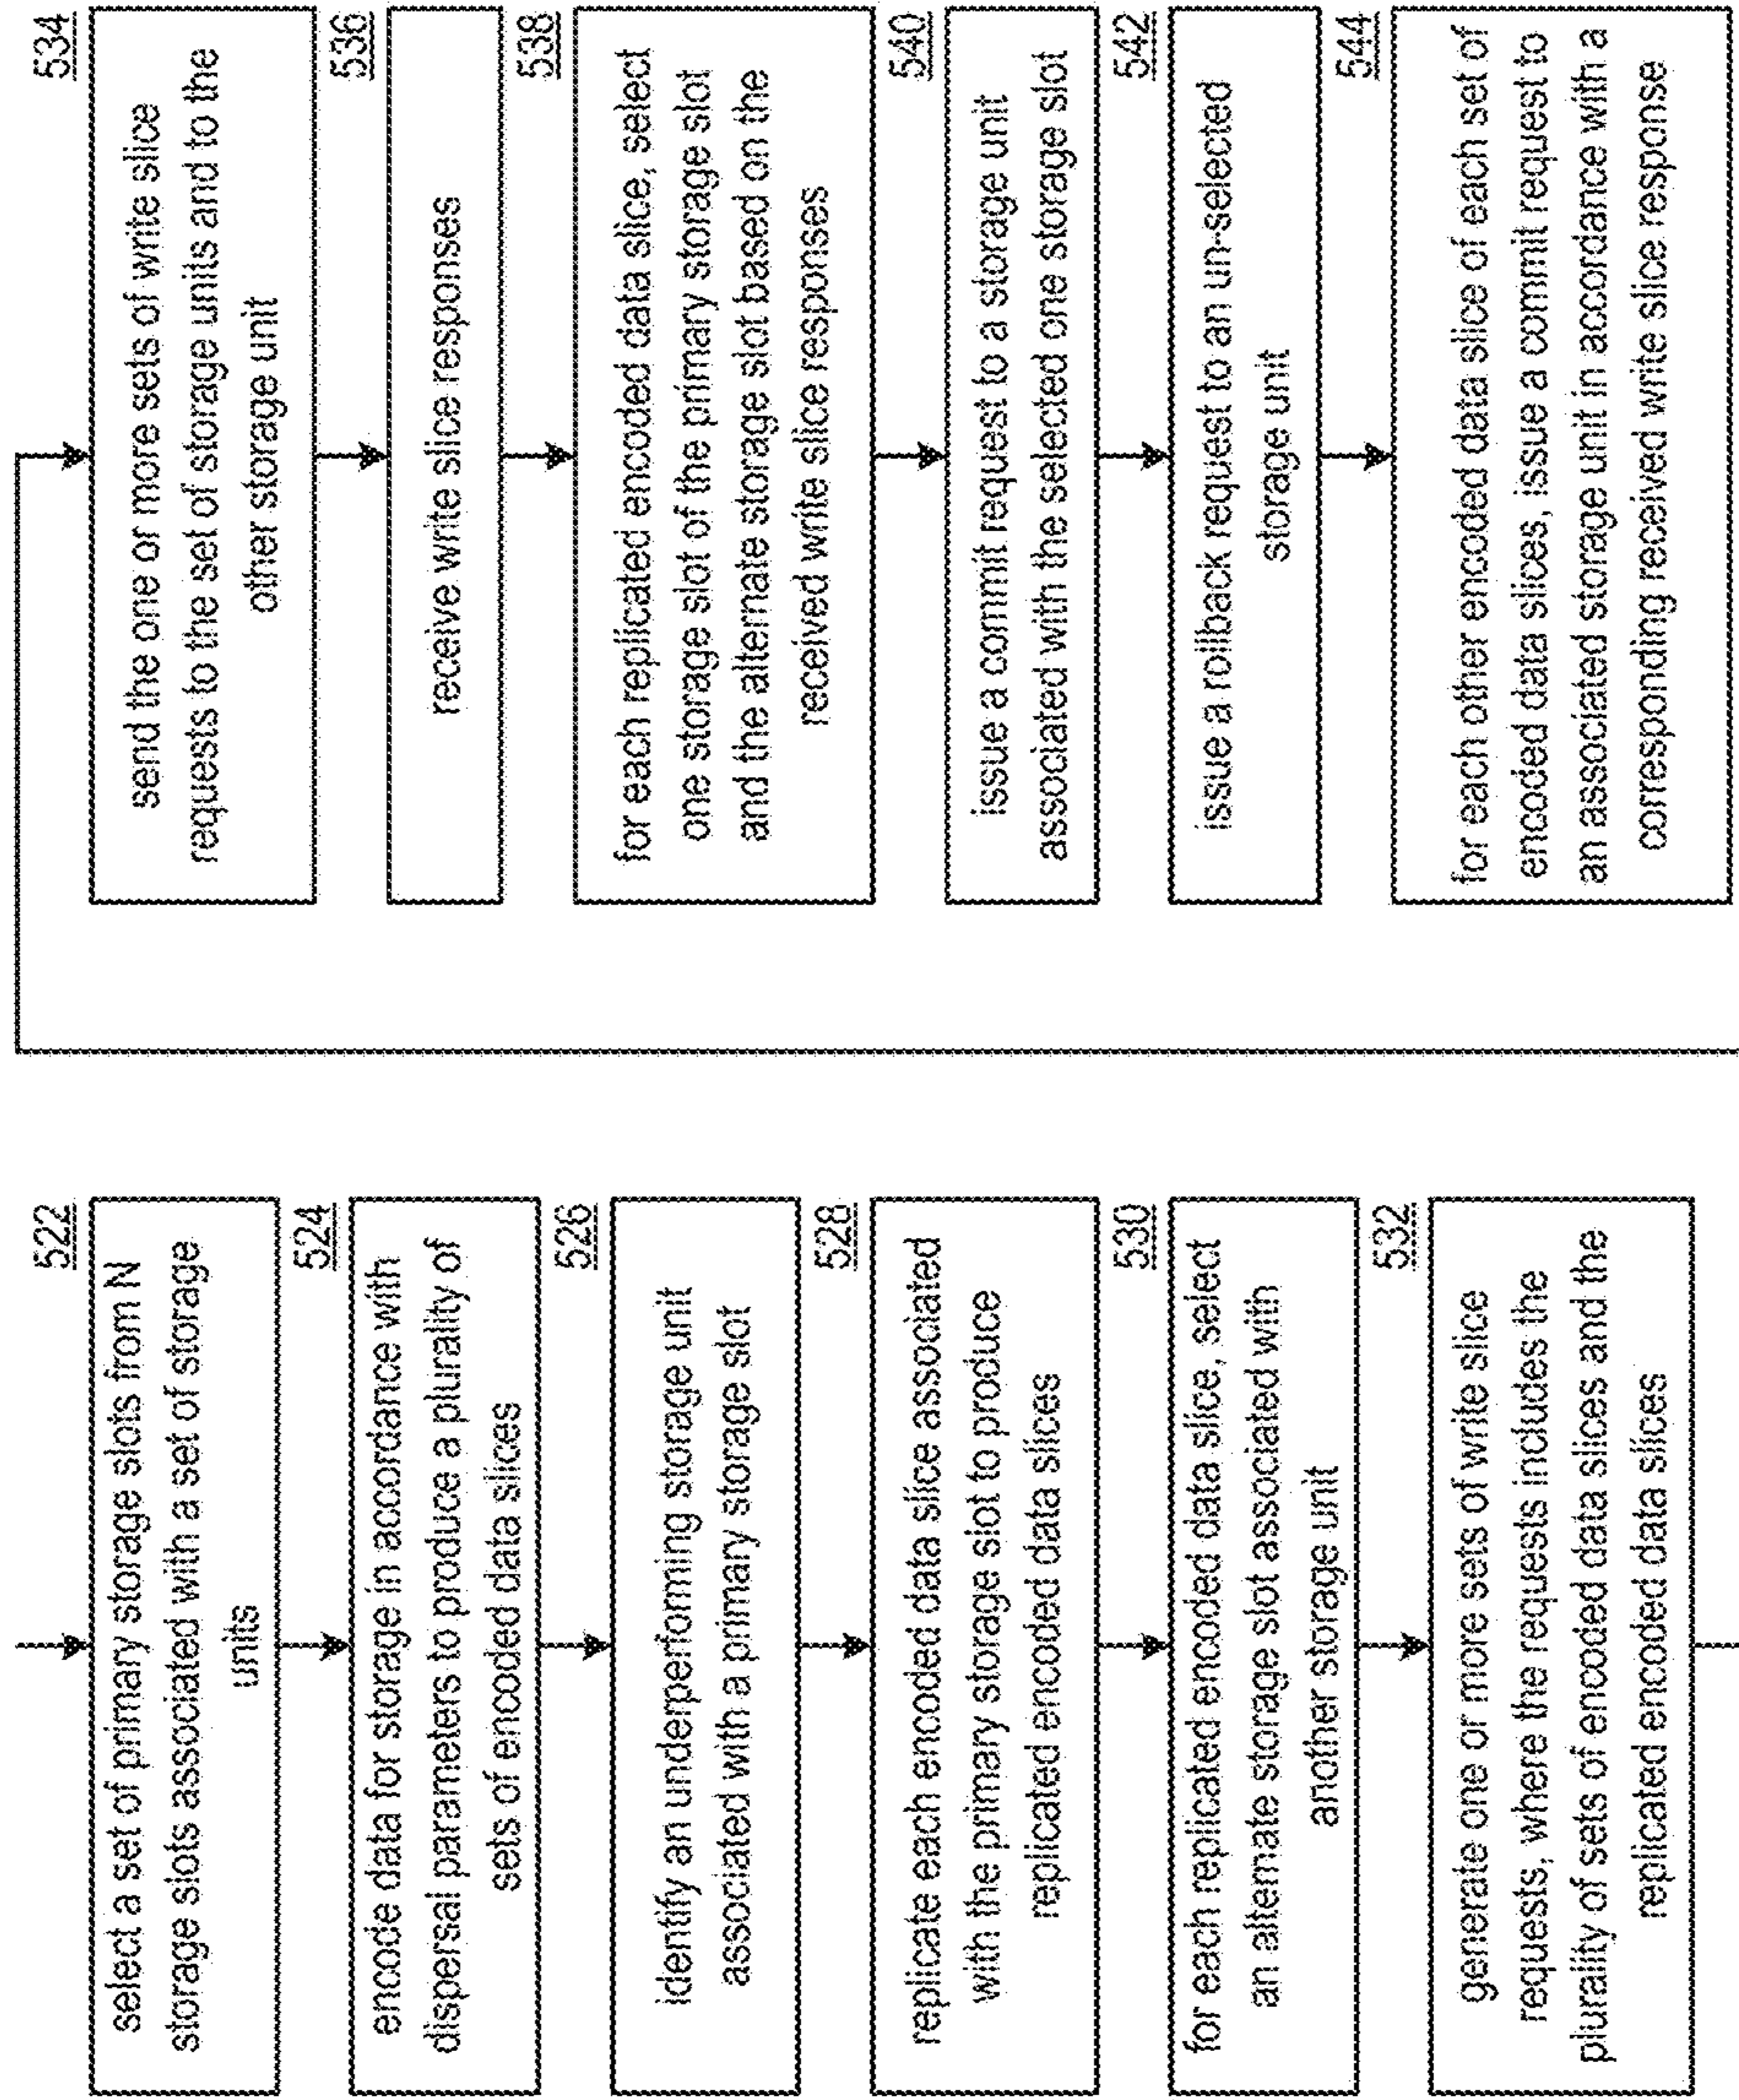 522
select a set of primary storage slots from N
storage slots associated with a set of storage
units
524
encode data for storage in accordance with
dispersal parameters to produce a plurality of
sets of encoded data slices
526
identify an underperforming storage unit
associated with a primary storage slot
528
replicate each encoded data slice associated
with the primary storage slot to produce
replicated encoded data slices
530
for each replicated encoded data slice, select
an alternate storage slot associated with
another storage unit
532
generate one or more sets of write slice
requests, where the requests includes the
plurality of sets of encoded data slices and the
replicated encoded data slices
534
send the one or more sets of write slice
requests to the set of storage units and to the
other storage unit
536
receive write slice responses
538
for each replicated encoded data slice, select
one storage slot of the primary storage slot
and the alternate storage slot based on the
received write slice responses
540
issue a commit request to a storage unit
associated with the selected one storage slot
542
issue a rollback request to an un-selected
storage unit
544
for each other encoded data slice of each set of
encoded data slices, issue a commit request to
an associated storage unit in accordance with a
corresponding received write slice response